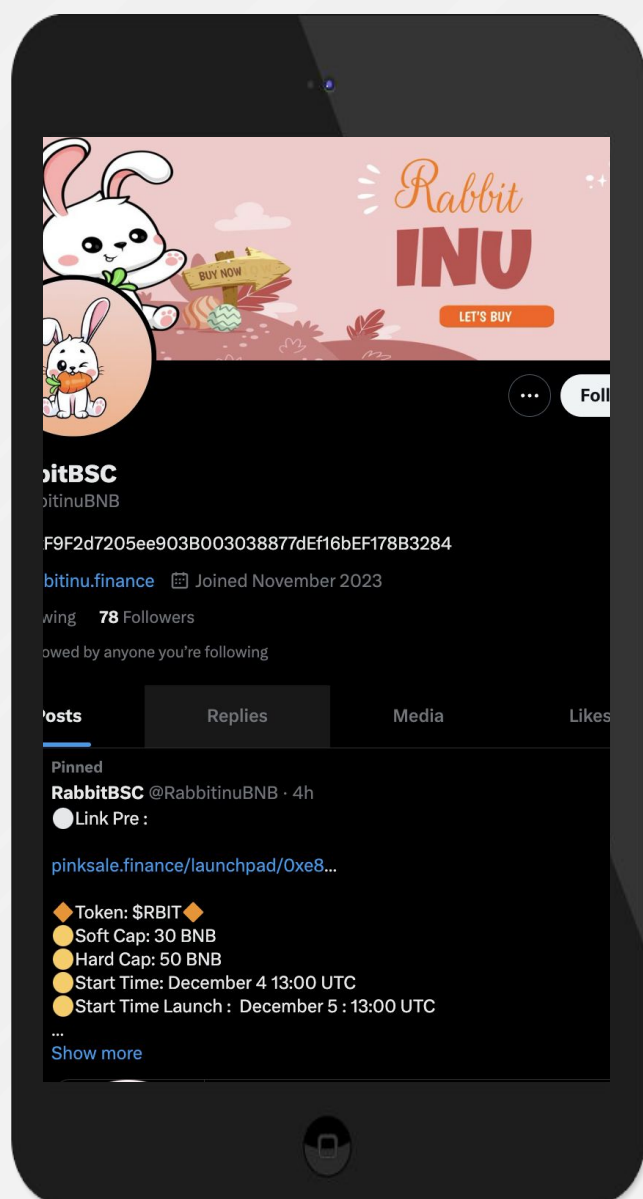 Rabbit
INU
BUY NOW
LET'S BUY
Foll
bitBSC
bitinuBNB
F9F2d7205ee903B003038877dEf16bEF178B3284
bitinu.finance Joined November 2023
wing 78 Followers
owed by anyone you're following
Posts Replies Media Likes
Pinned
RabbitBSC @RabbitinuBNB · 4h
Link Pre :
pinksale.finance/launchpad/0xe8...
Token: $RBIT
Soft Cap: 30 BNB
Hard Cap: 50 BNB
Start Time: December 4 13:00 UTC
Start Time Launch : December 5 : 13:00 UTC
...
Show more